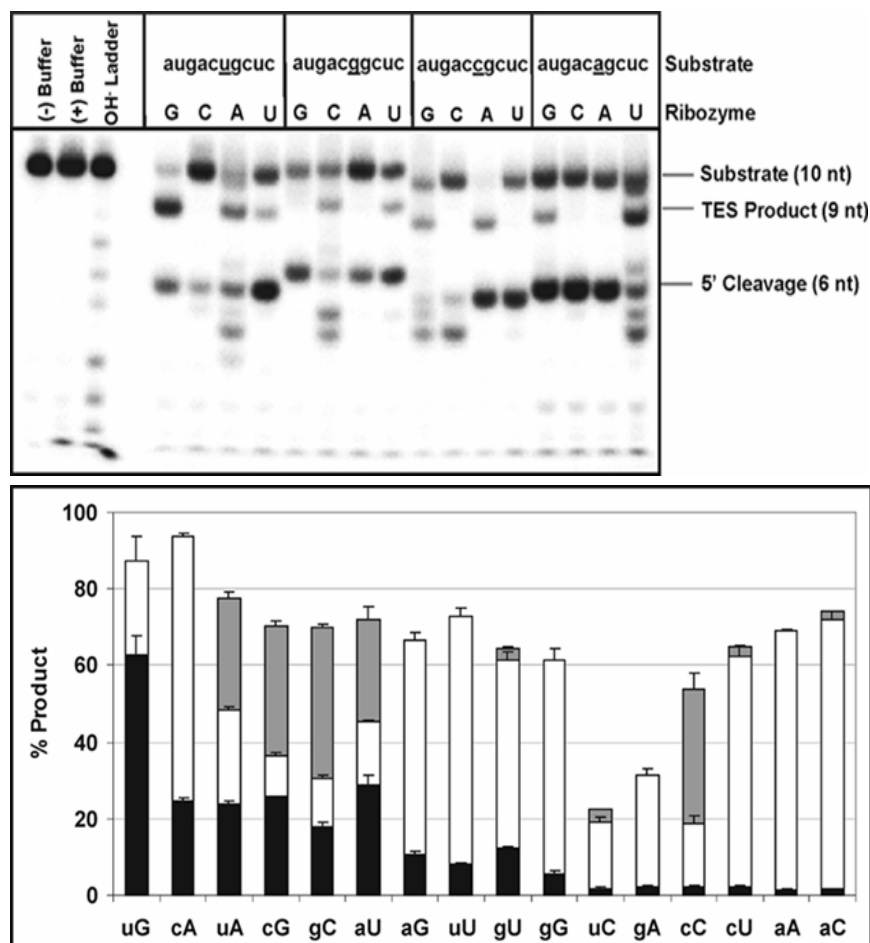 (-) Buffer
(+) Buffer
OH- Ladder
augacugcuc augacggcuc augaccgcuc augacagcuc Substrate
G C A U G C A U G C A U G C A U Ribozyme
Substrate (10 nt)
TES Product (9 nt)
5' Cleavage (6 nt)
100
80
60
40
20
0
% Product
uG cA uA cG gC aU aG uU gU gG uC gA cC cU aA aC